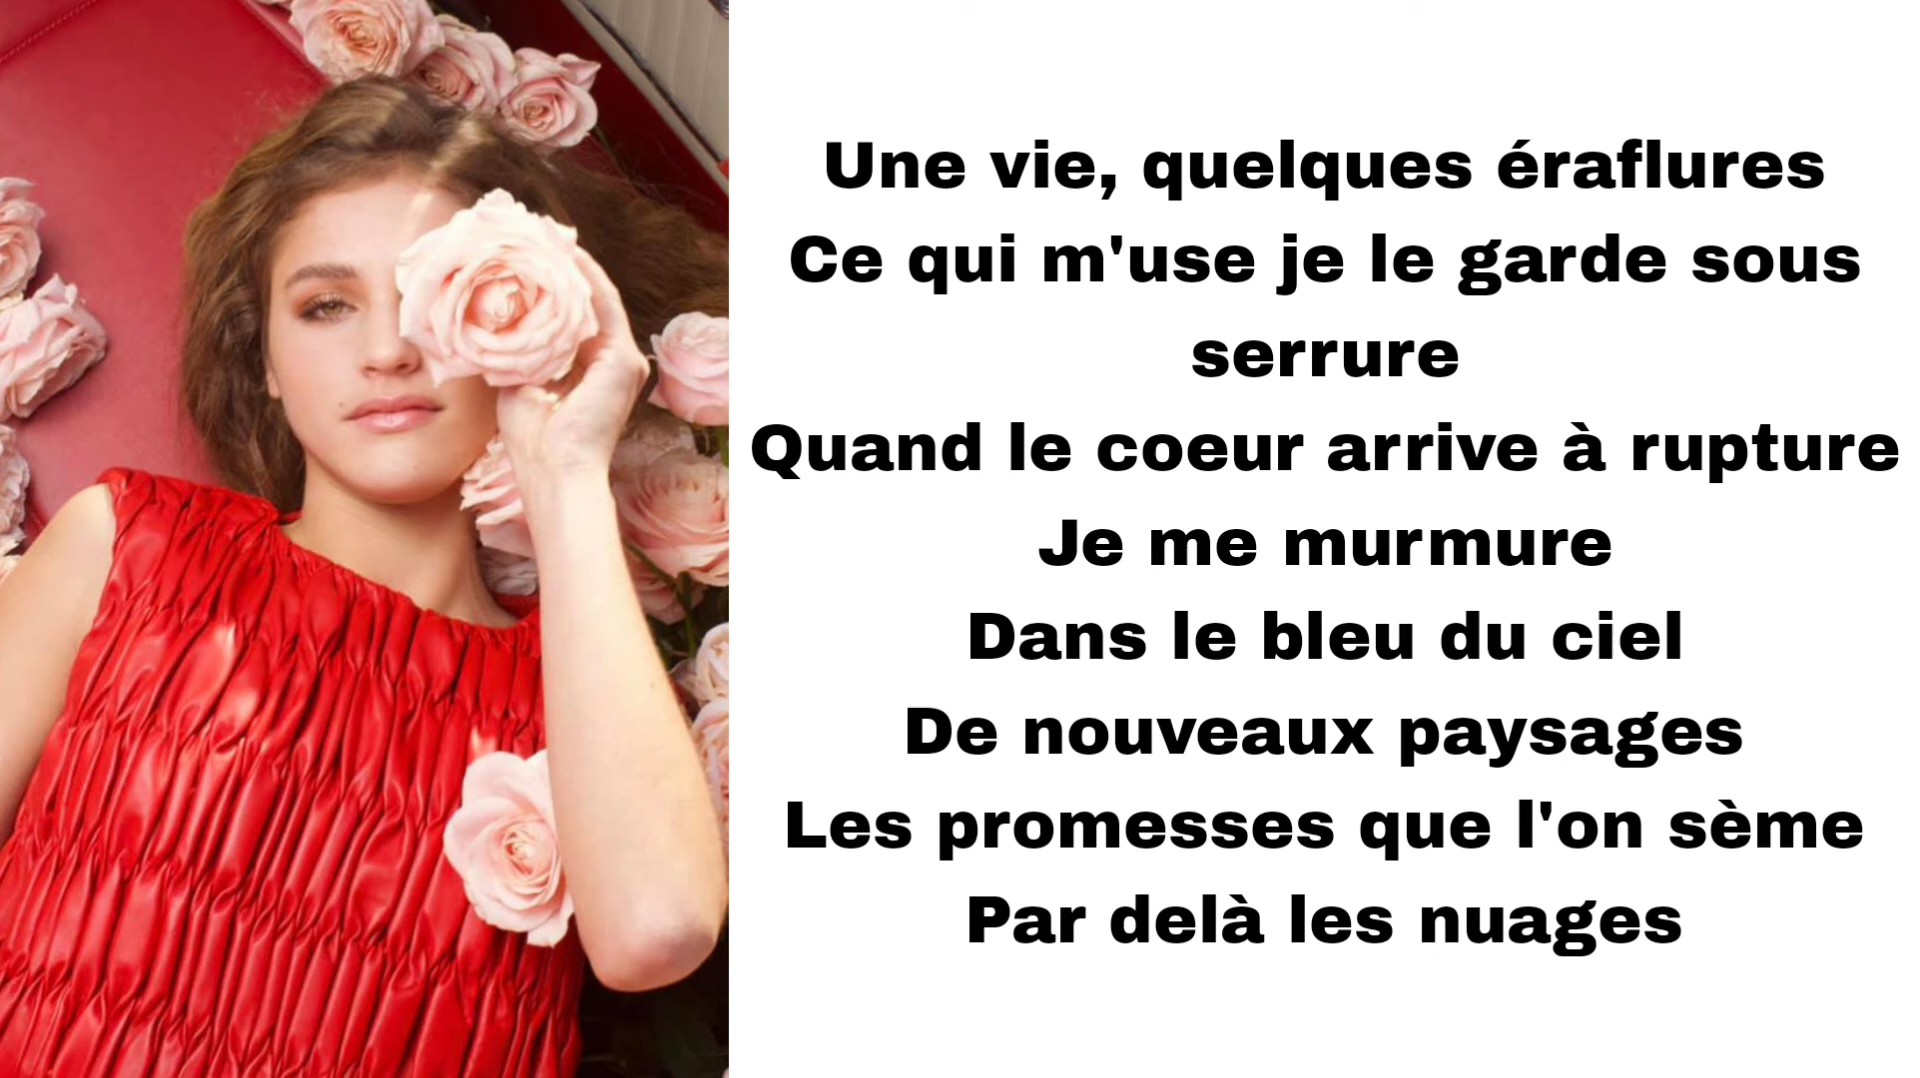 Une vie, quelques éraflures
Ce qui m'use je le garde sous
serrure
Quand le coeur arrive à rupture
Je me murmure
Dans le bleu du ciel
De nouveaux paysages
Les promesses que l'on sème
Par delà les nuages